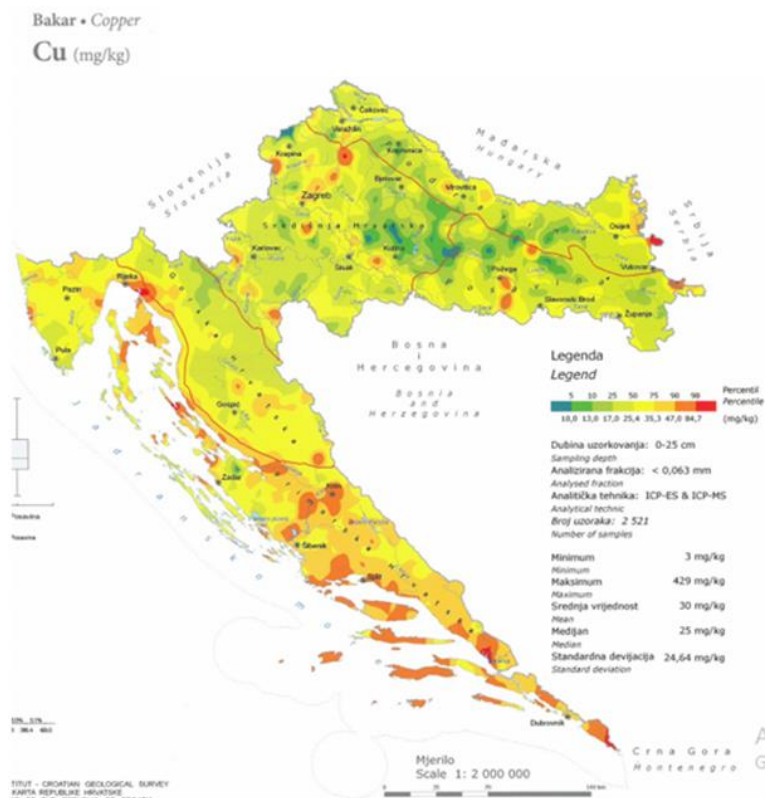 Bakar • Copper
Cu (mg/kg)
Slovenija
Slovenia
Mađarska
Hungary
Srbija
Serbia
Čakovec
Varaždin
Krapina
Koprivnica
Bjelovar
Virovitica
Zagreb
Središnja Hrvatska
Osijek
Karlovac
Sisak
Kutina
Vukovar
Požega
Slavonski Brod
Županja
Rijeka
Pazin
Pula
Gospić
Zadar
Knin
Šibenik
Split
Dubrovnik
Bosna
i
Hercegovina
Bosnia
and
Herzegovina
Crna Gora
Montenegro
Legenda
Legend
5 10 25 50 75 90 98 Percentil
Percentile
10,0 13,0 17,0 25,4 35,3 47,0 84,7 (mg/kg)
Dubina uzorkovanja: 0-25 cm
Sampling depth
Analizirana frakcija: < 0,063 mm
Analysed fraction
Analitička tehnika: ICP-ES & ICP-MS
Analytical technic
Broj uzoraka: 2 521
Number of samples
Minimum 3 mg/kg
Minimum
Maksimum 429 mg/kg
Maximum
Srednja vrijednost 30 mg/kg
Mean
Medijan 25 mg/kg
Median
Standardna devijacija 24,64 mg/kg
Standard deviation
Mjerilo
Scale 1: 2 000 000
TITUT - CROATIAN GEOLOGICAL SURVEY
KARTA REPUBLIKE HRVATSKE